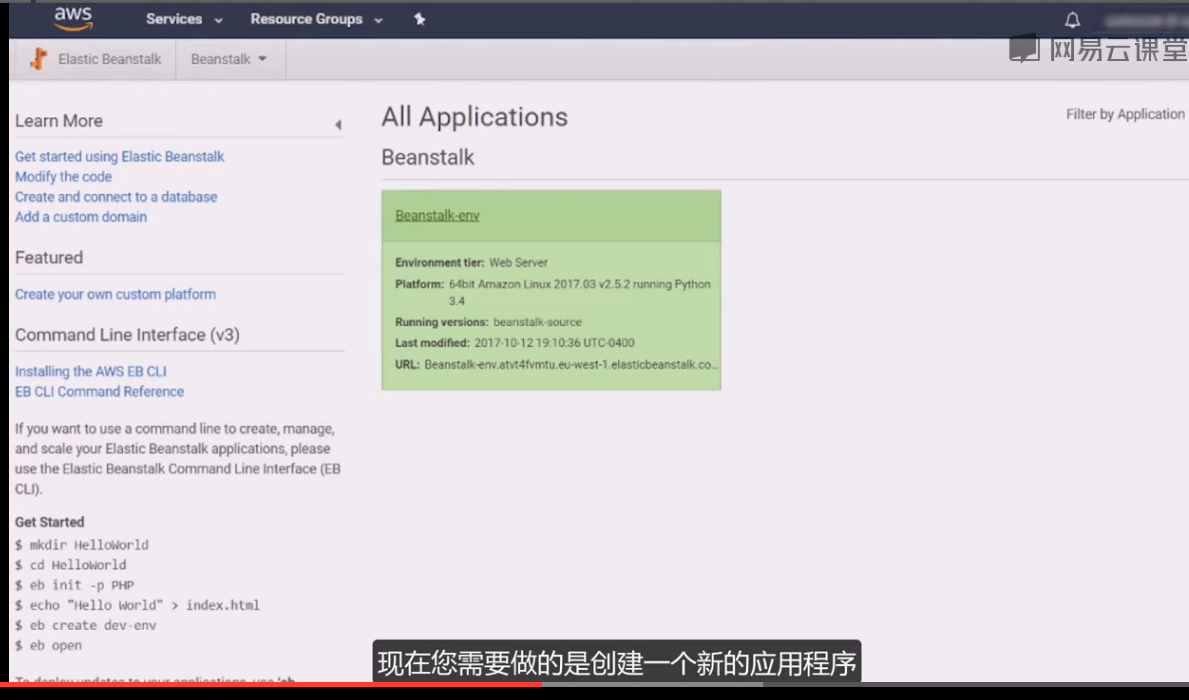 aws
Services
Resource Groups
网易云课堂
Elastic Beanstalk
Beanstalk
Learn More
Get started using Elastic Beanstalk
Modify the code
Create and connect to a database
Add a custom domain
Featured
Create your own custom platform
Command Line Interface (v3)
Installing the AWS EB CLI
EB CLI Command Reference
If you want to use a command line to create, manage,
and scale your Elastic Beanstalk applications, please
use the Elastic Beanstalk Command Line Interface (EB
CLI).
Get Started
$ mkdir HelloWorld
$ cd HelloWorld
$ eb init -p PHP
$ echo "Hello World" > index.html
$ eb create dev-env
$ eb open
To deploy updates to your applications, use 'eb
All Applications
Filter by Application
Beanstalk
Beanstalk-env
Environment tier: Web Server
Platform: 64bit Amazon Linux 2017.03 v2.5.2 running Python
3.4
Running versions: beanstalk-source
Last modified: 2017-10-12 19:10:36 UTC-0400
URL: Beanstalk-env.atvt4fvmtu.eu-west-1.elasticbeanstalk.co...
现在您需要做的是创建一个新的应用程序